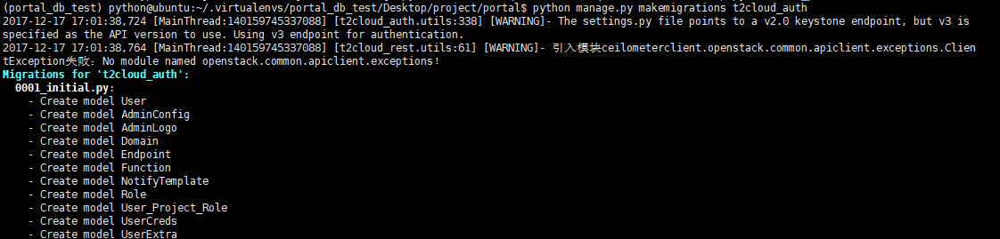 (portal_db_test) python@ubuntu:~/.virtualenvs/portal_db_test/Desktop/project/portal$ python manage.py makemigrations t2cloud_auth
2017-12-17 17:01:38,724 [MainThread:140159745337088] [t2cloud_auth.utils:338] [WARNING]- The settings.py file points to a v2.0 keystone endpoint, but v3 is
specified as the API version to use. Using v3 endpoint for authentication.
2017-12-17 17:01:38,764 [MainThread:140159745337088] [t2cloud_rest.utils:61] [WARNING]- 引入模块ceilometerclient.openstack.common.apiclient.exceptions.Clien
tException失败：No module named openstack.common.apiclient.exceptions！
Migrations for 't2cloud_auth':
0001_initial.py:
- Create model User
- Create model AdminConfig
- Create model AdminLogo
- Create model Domain
- Create model Endpoint
- Create model Function
- Create model NotifyTemplate
- Create model Role
- Create model User_Project_Role
- Create model UserCreds
- Create model UserExtra